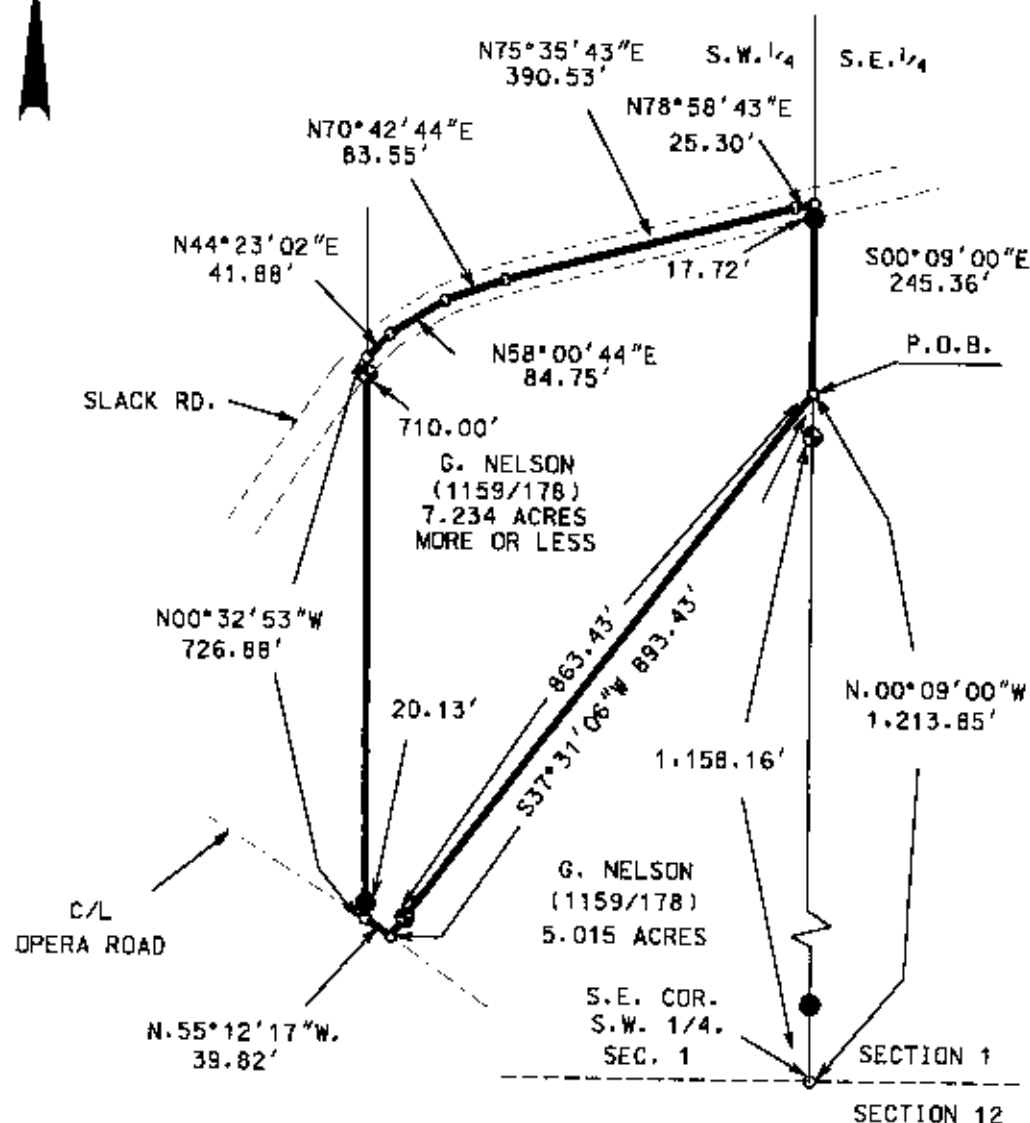 N75°35'43"E
390.53'
S.W.1/4 S.E.1/4
N78°58'43"E
25.30'
N70°42'44"E
83.55'
N44°23'02"E
41.88'
17.72'
S00°09'00"E
245.36'
P.O.B.
N58°00'44"E
84.75'
SLACK RD.
710.00'
G. NELSON
(1159/178)
7.234 ACRES
MORE OR LESS
N00°32'53"W
726.88'
863.43'
S37°31'06"W 893.43'
20.13'
N.00°09'00"W
1,213.85'
1,158.16'
C/L
OPERA ROAD
G. NELSON
(1159/178)
5.015 ACRES
N.55°12'17"W.
39.82'
S.E. COR.
S.W. 1/4.
SEC. 1
SECTION 1
SECTION 12